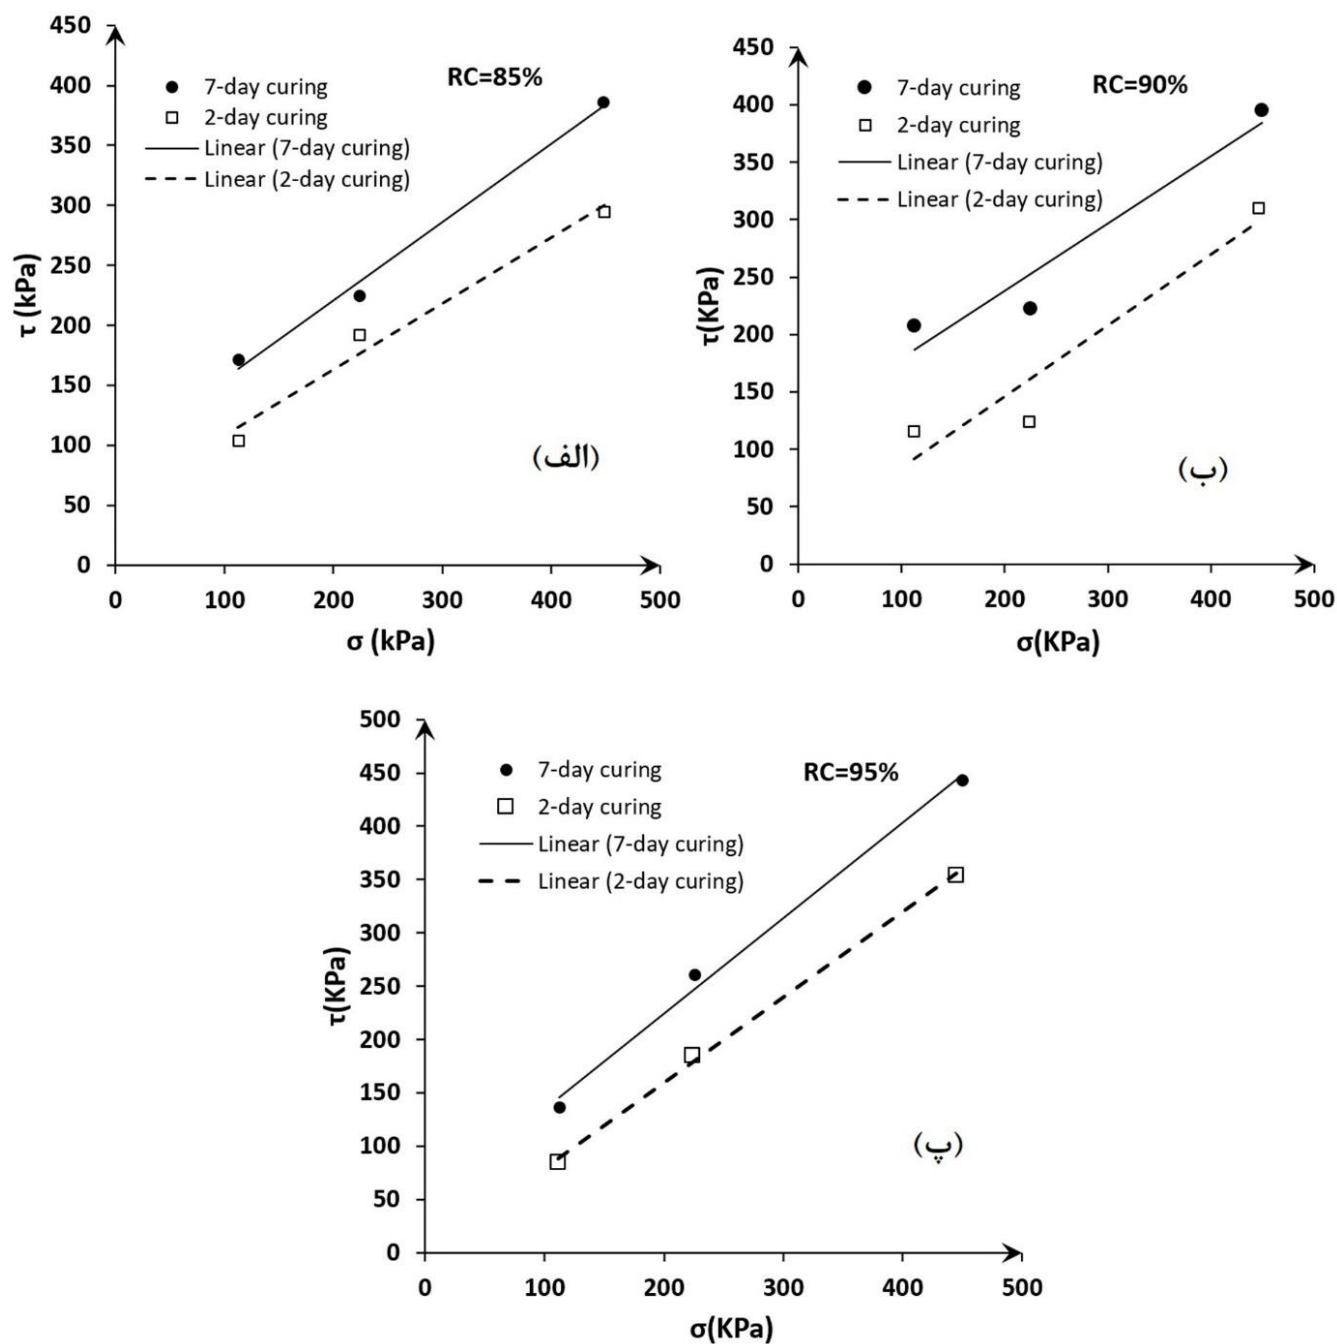 450
400
350
300
250
200
150
100
50
0
τ (kPa)
7-day curing
2-day curing
Linear (7-day curing)
Linear (2-day curing)
RC=85%
(الف)
0 100 200 300 400 500
σ (kPa)
450
400
350
300
250
200
150
100
50
0
τ(KPa)
7-day curing
2-day curing
Linear (7-day curing)
Linear (2-day curing)
RC=90%
(ب)
0 100 200 300 400 500
σ(KPa)
500
450
400
350
300
250
200
150
100
50
0
τ(KPa)
7-day curing
2-day curing
Linear (7-day curing)
Linear (2-day curing)
RC=95%
(پ)
0 100 200 300 400 500
σ(KPa)